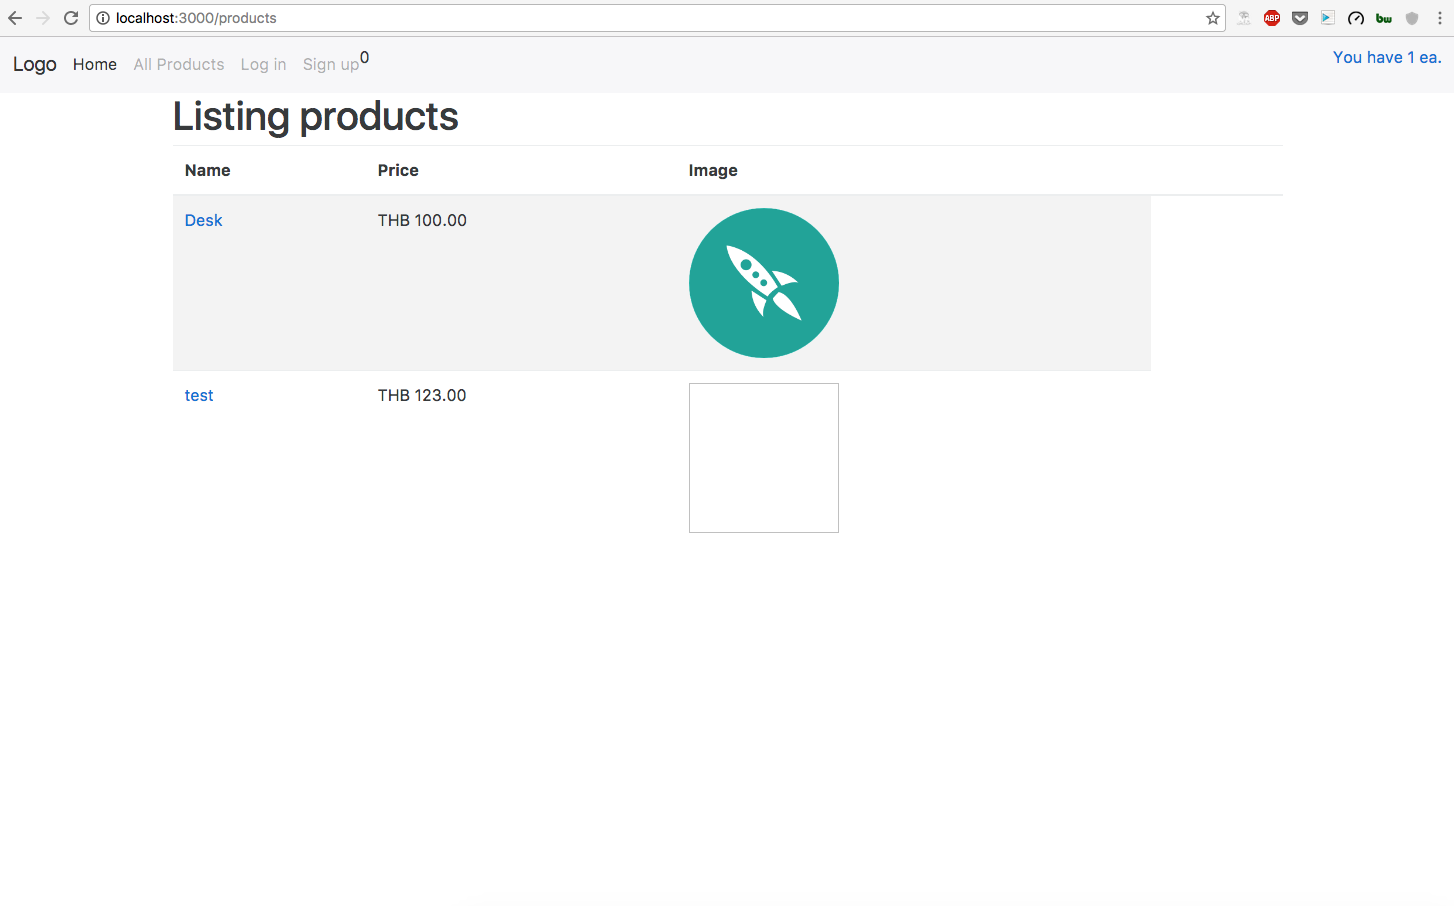 localhost:3000/products
ABP
bw
Logo Home All Products Log in Sign up 0 You have 1 ea.
Listing products
Name Price Image
Desk THB 100.00
test THB 123.00